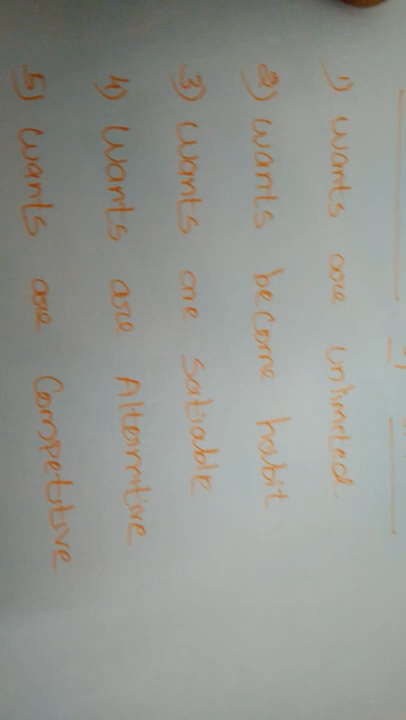 1) Wants are unlimited.
2) Wants become habit
3) Wants are satiable
4) Wants are Alternitive
5) Wants are Competitive